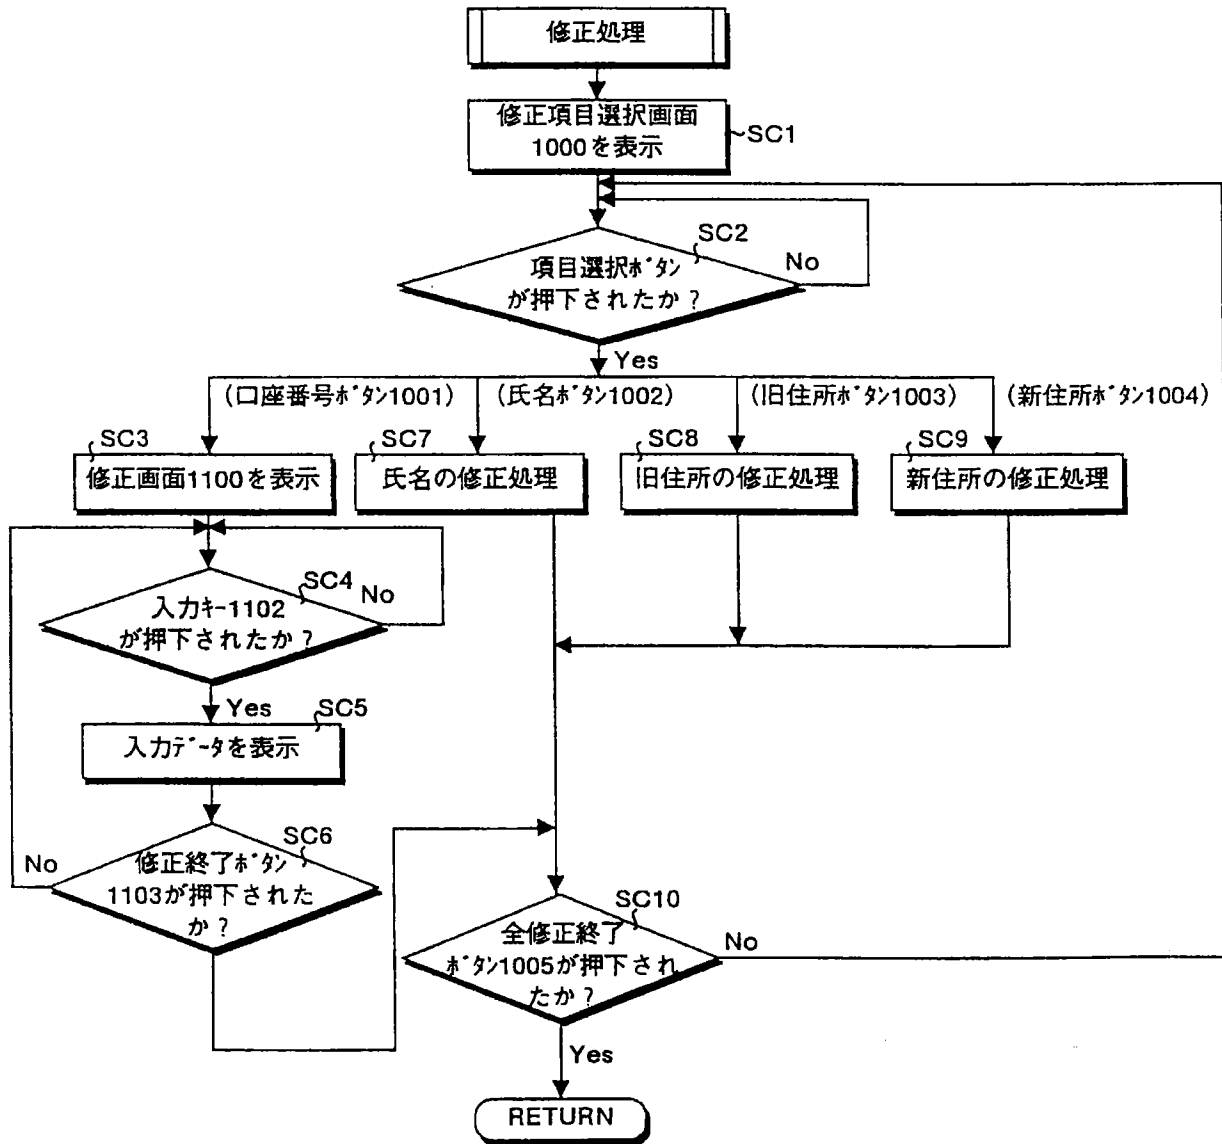 修正処理
修正項目選択画面
1000を表示
SC1
SC2
項目選択ﾎﾞﾀﾝ
が押下されたか?
No
Yes
(口座番号ﾎﾞﾀﾝ1001)
(氏名ﾎﾞﾀﾝ1002)
(旧住所ﾎﾞﾀﾝ1003)
(新住所ﾎﾞﾀﾝ1004)
SC3
修正画面1100を表示
SC7
氏名の修正処理
SC8
旧住所の修正処理
SC9
新住所の修正処理
SC4
入力ｷｰ1102
が押下されたか?
No
Yes
SC5
入力ﾃﾞｰﾀを表示
SC6
修正終了ﾎﾞﾀﾝ
1103が押下された
か?
No
SC10
全修正終了
ﾎﾞﾀﾝ1005が押下され
たか?
No
Yes
RETURN